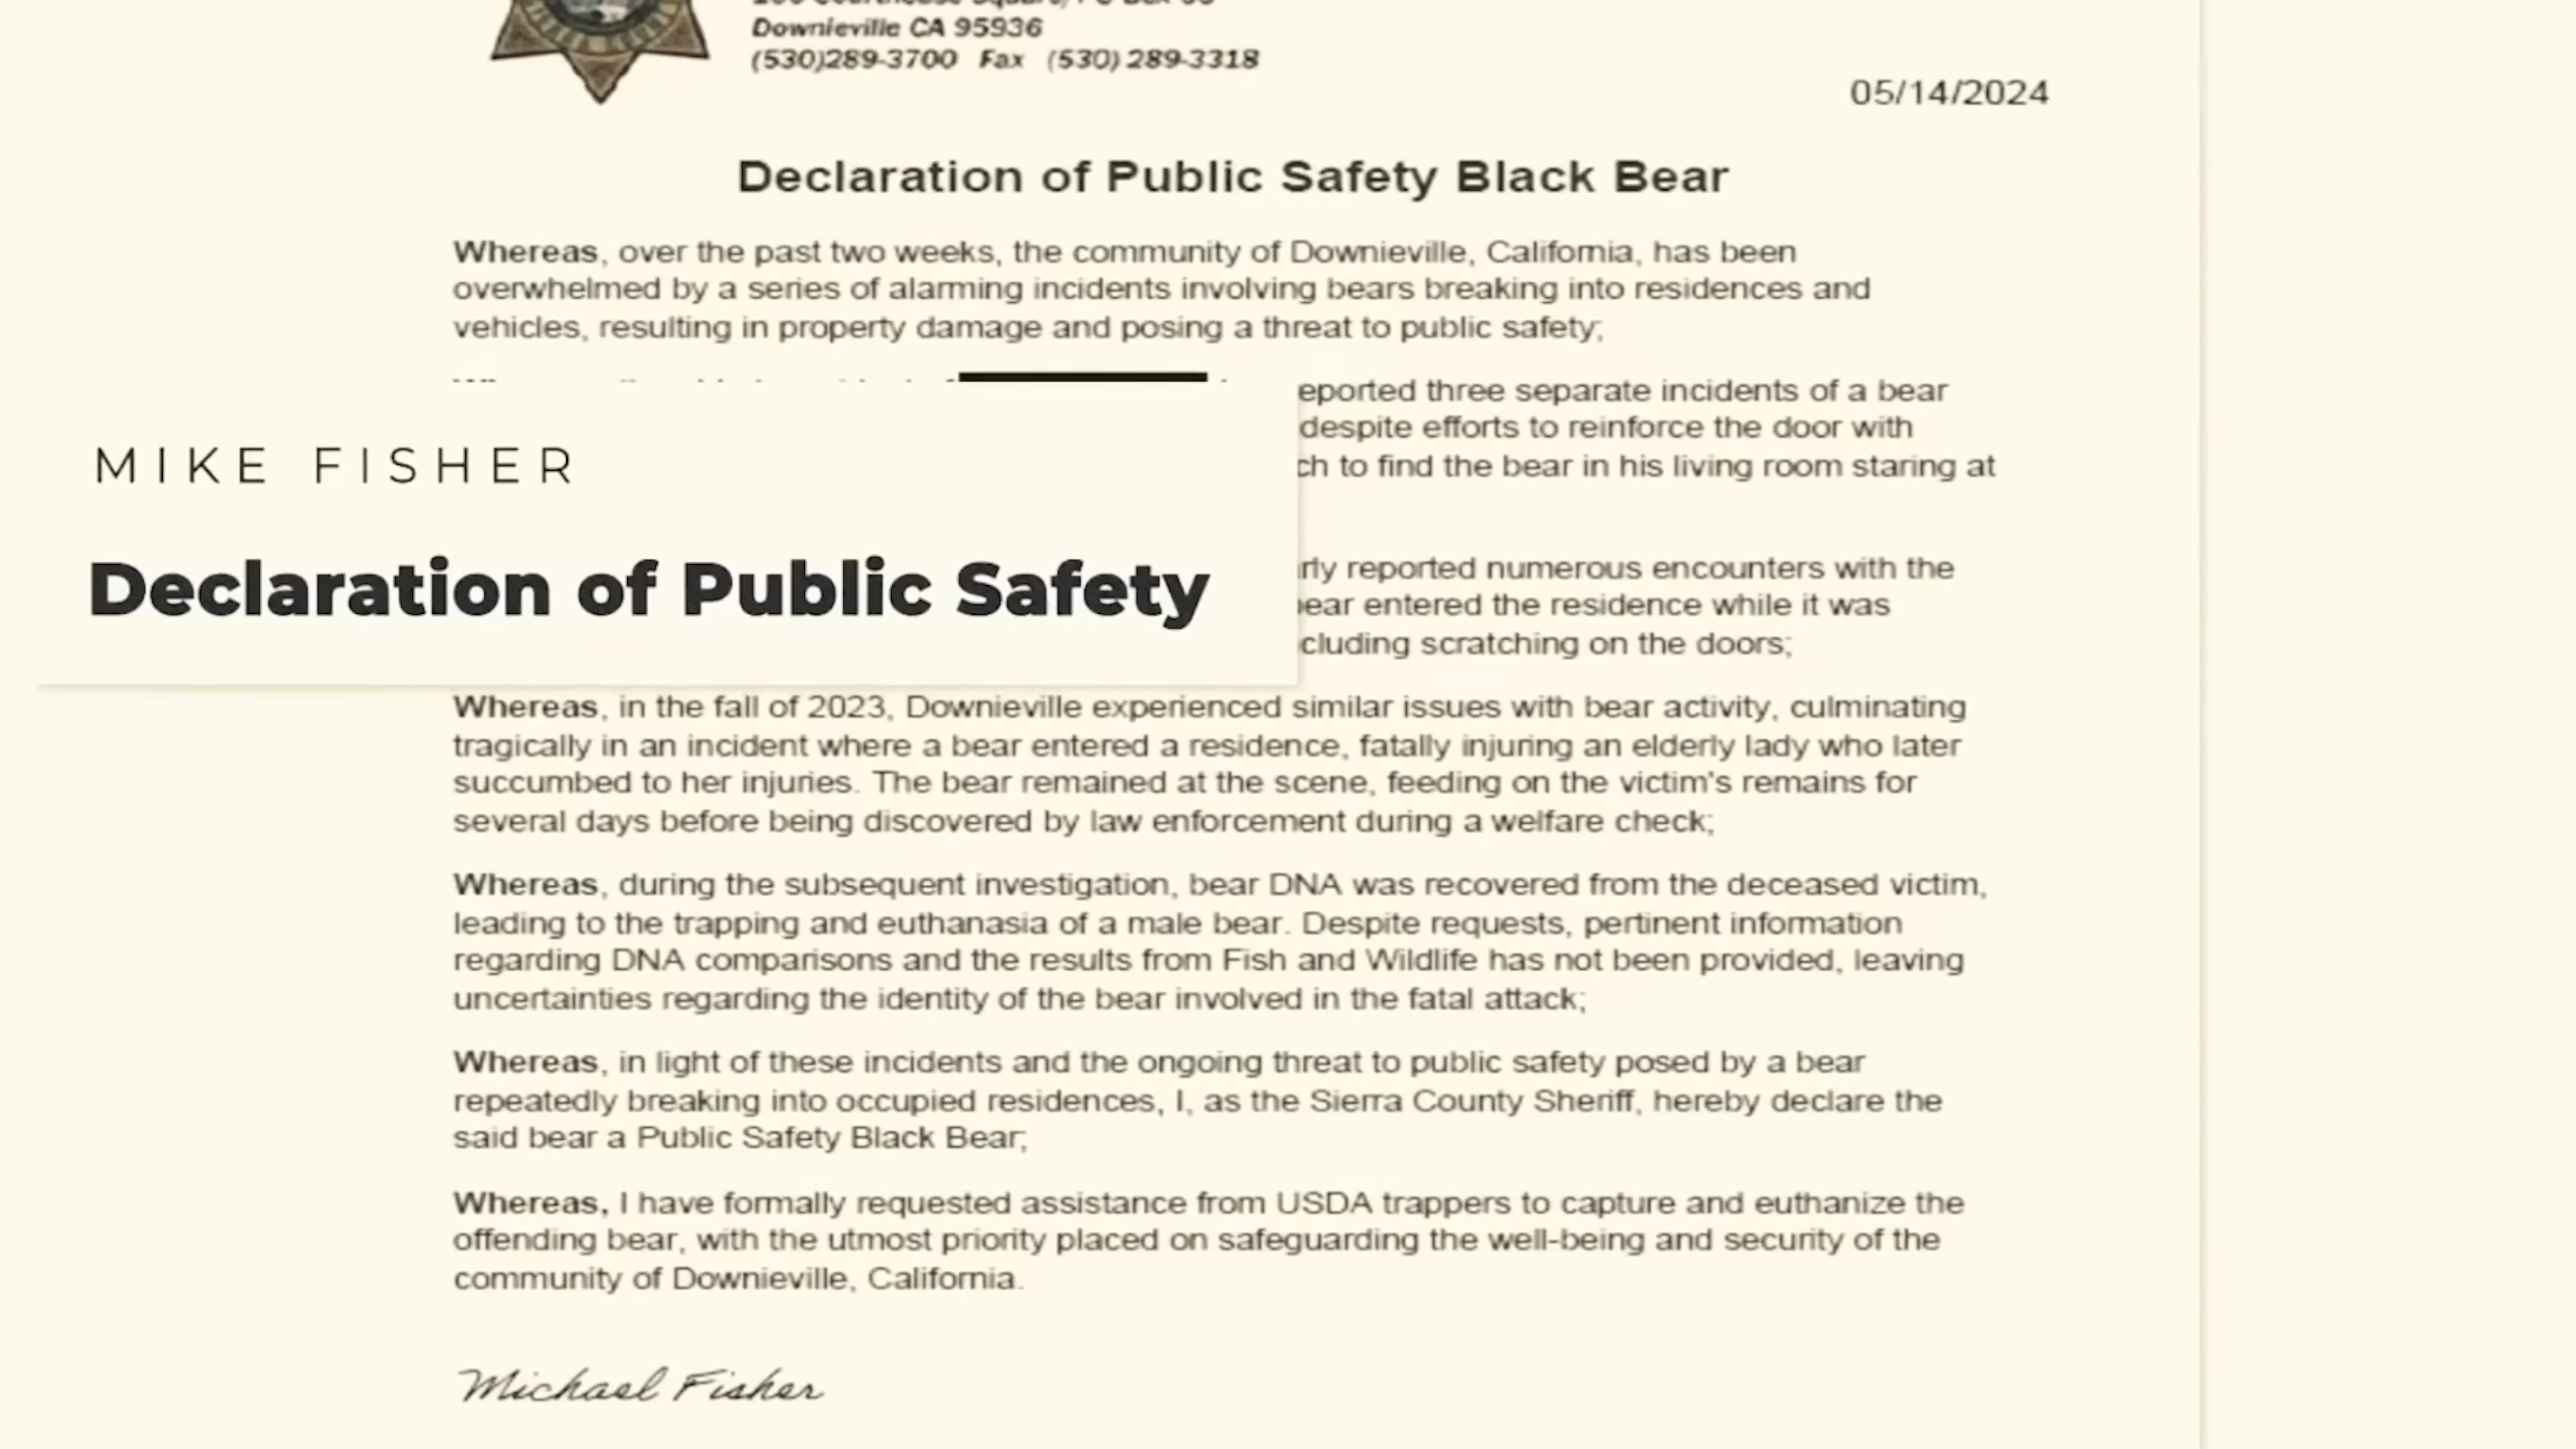 Downieville CA 95936
(530)289-3700 Fax (530) 289-3318
05/14/2024
Declaration of Public Safety Black Bear
Whereas, over the past two weeks, the community of Downieville, California, has been
overwhelmed by a series of alarming incidents involving bears breaking into residences and
vehicles, resulting in property damage and posing a threat to public safety;
eported three separate incidents of a bear
despite efforts to reinforce the door with
ch to find the bear in his living room staring at
MIKE FISHER
Declaration of Public Safety
rly reported numerous encounters with the
ear entered the residence while it was
cluding scratching on the doors;
Whereas, in the fall of 2023, Downieville experienced similar issues with bear activity, culminating
tragically in an incident where a bear entered a residence, fatally injuring an elderly lady who later
succumbed to her injuries. The bear remained at the scene, feeding on the victim's remains for
several days before being discovered by law enforcement during a welfare check;
Whereas, during the subsequent investigation, bear DNA was recovered from the deceased victim,
leading to the trapping and euthanasia of a male bear. Despite requests, pertinent information
regarding DNA comparisons and the results from Fish and Wildlife has not been provided, leaving
uncertainties regarding the identity of the bear involved in the fatal attack;
Whereas, in light of these incidents and the ongoing threat to public safety posed by a bear
repeatedly breaking into occupied residences, I, as the Sierra County Sheriff, hereby declare the
said bear a Public Safety Black Bear;
Whereas, I have formally requested assistance from USDA trappers to capture and euthanize the
offending bear, with the utmost priority placed on safeguarding the well-being and security of the
community of Downieville, California.
Michael Fisher